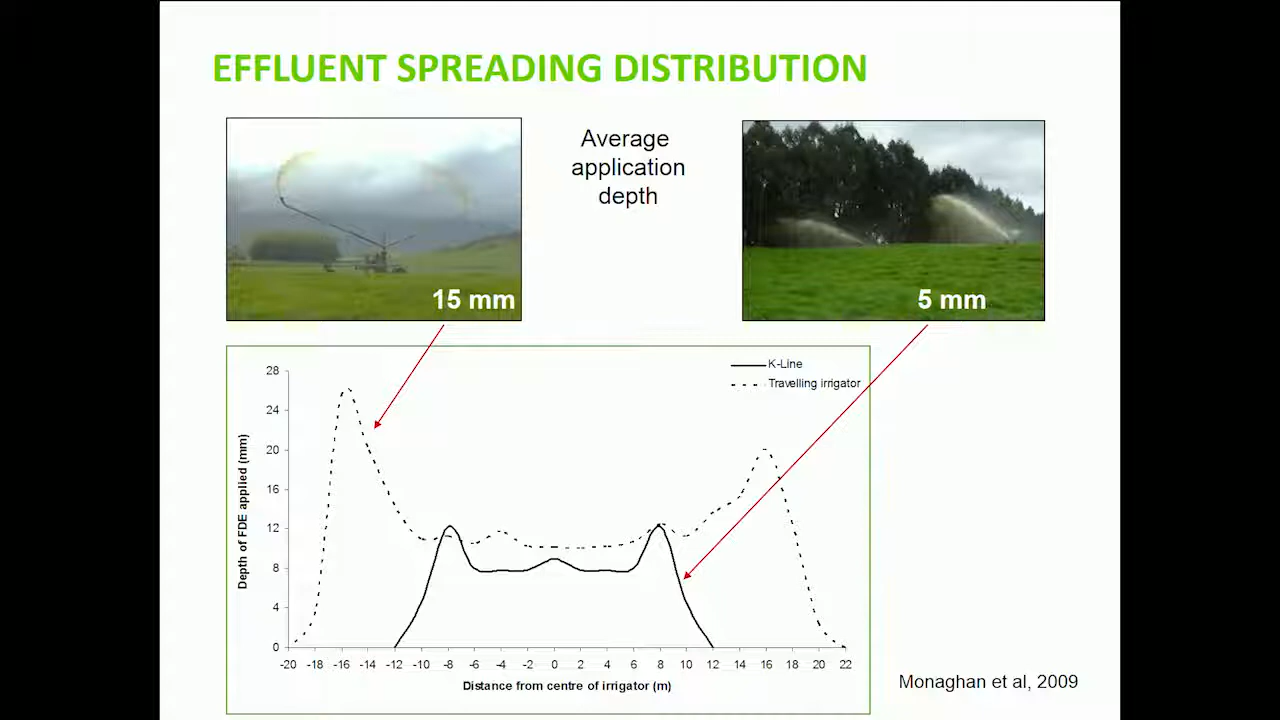 EFFLUENT SPREADING DISTRIBUTION
Average
application
depth
15 mm
5 mm
K-Line
Travelling irrigator
28
24
20
16
12
8
4
0
Depth of FDE applied (mm)
-20 -18 -16 -14 -12 -10 -8 -6 -4 -2 0 2 4 6 8 10 12 14 16 18 20 22
Distance from centre of irrigator (m)
Monaghan et al, 2009